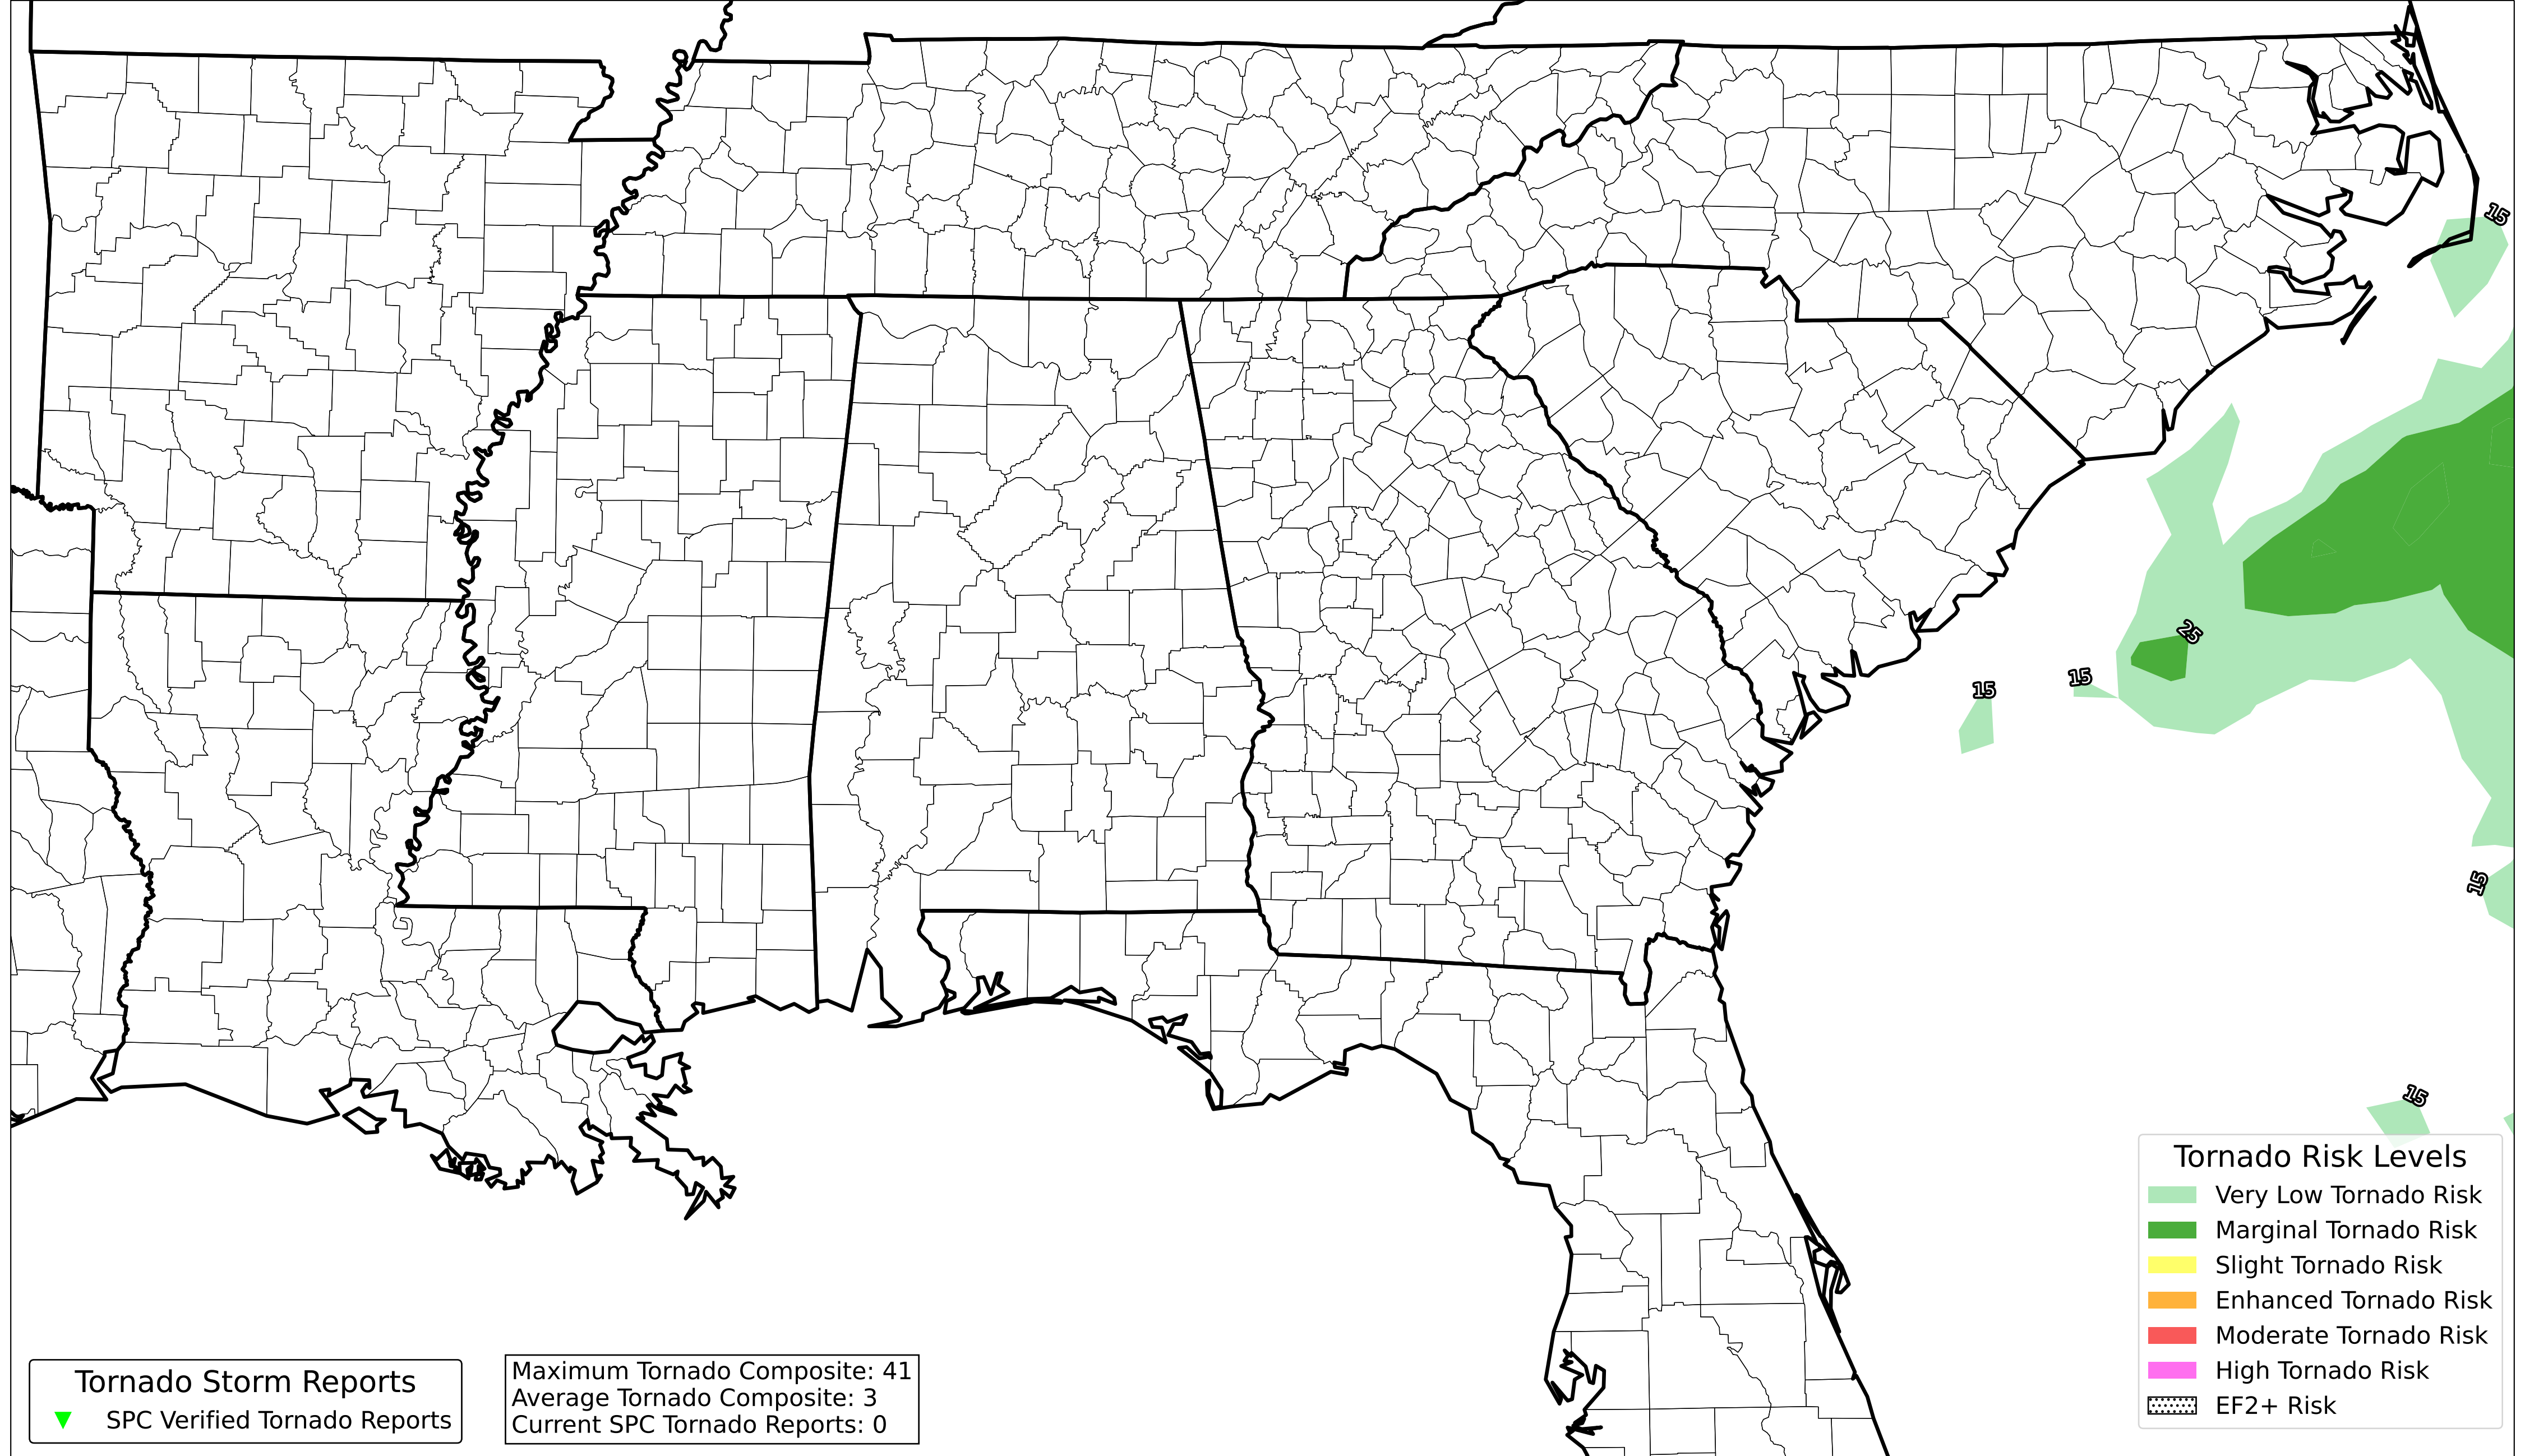 15
25
15
15
15
15
Tornado Risk Levels
Very Low Tornado Risk
Marginal Tornado Risk
Slight Tornado Risk
Enhanced Tornado Risk
Moderate Tornado Risk
High Tornado Risk
EF2+ Risk
Tornado Storm Reports
SPC Verified Tornado Reports
Maximum Tornado Composite: 41
Average Tornado Composite: 3
Current SPC Tornado Reports: 0